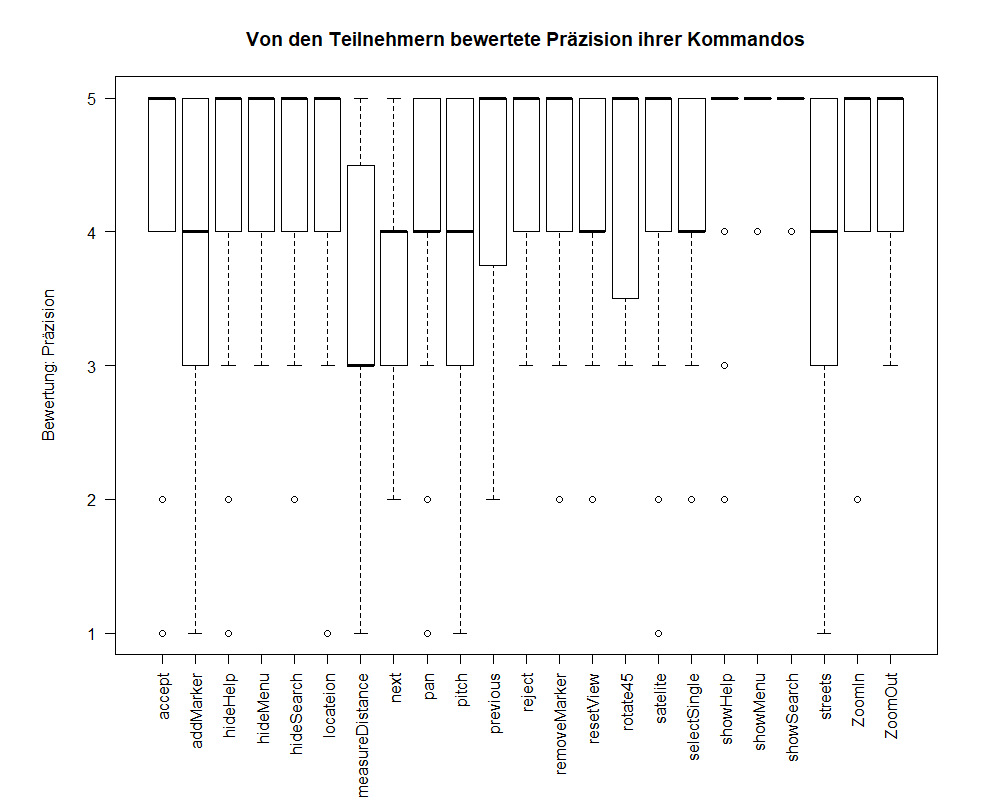 Von den Teilnehmern bewertete Präzision ihrer Kommandos
Bewertung: Präzision
5
4
3
2
1
accept
addMarker
hideHelp
hideMenu
hideSearch
locateion
measureDistance
next
pan
pitch
previous
reject
removeMarker
resetView
rotate45
satellite
selectSingle
showHelp
showMenu
showSearch
streets
ZoomIn
ZoomOut